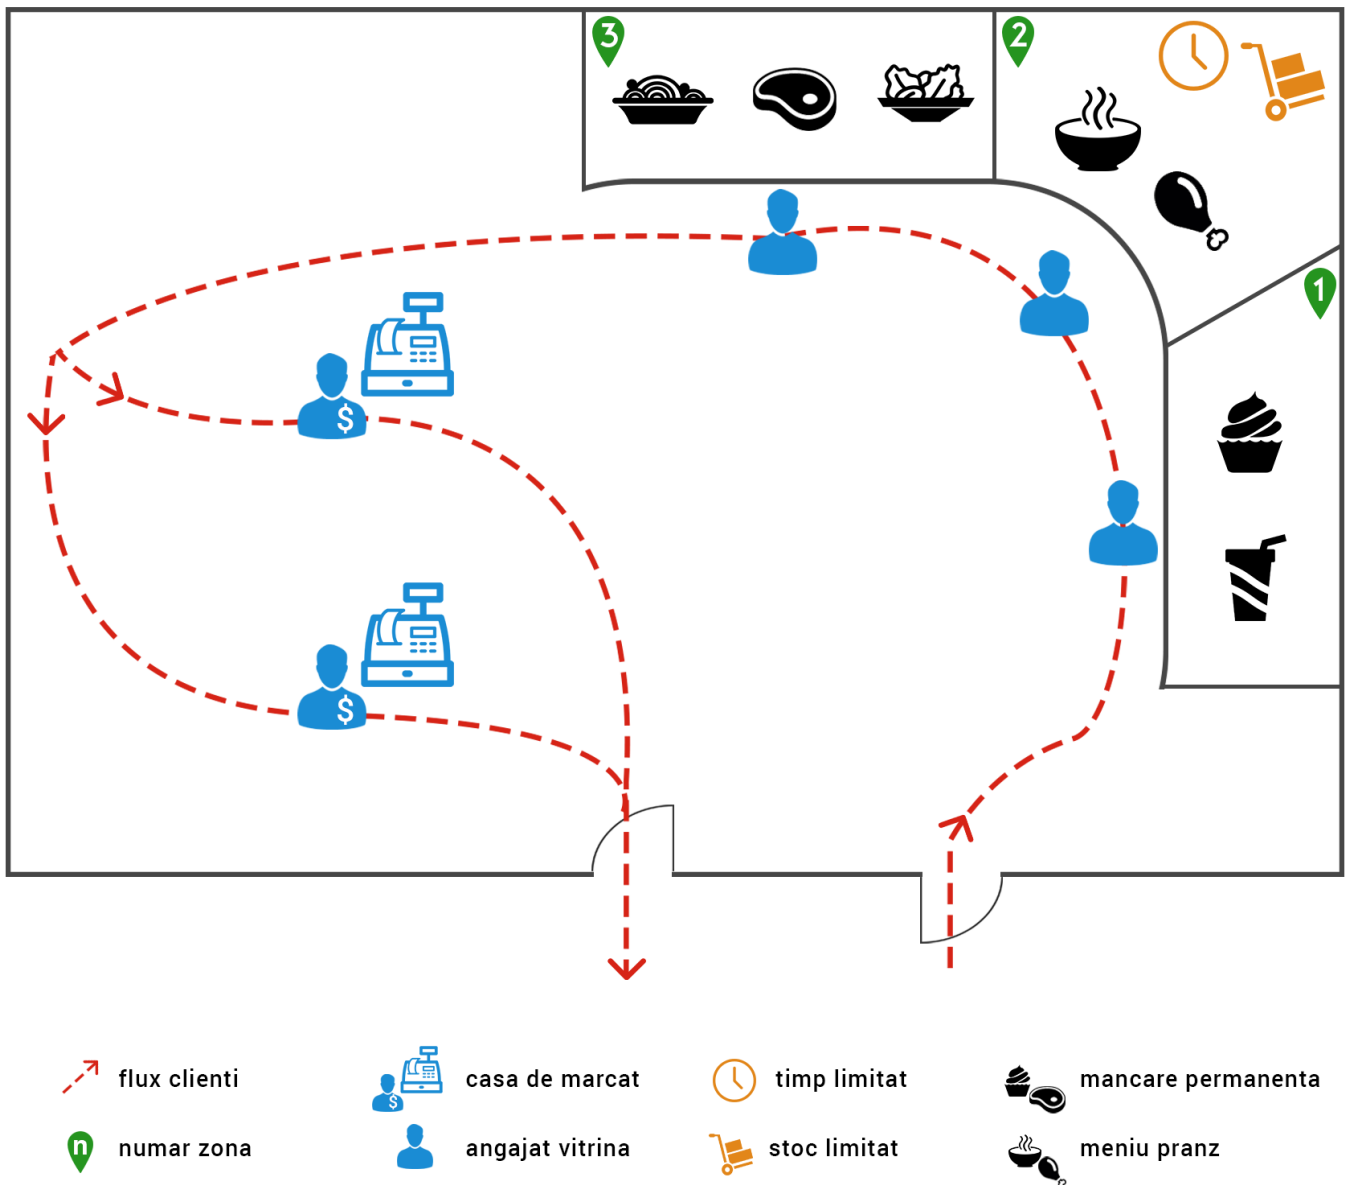 3
2
1
$
$
flux clienti
$
casa de marcat
timp limitat
mancare permanenta
n
numar zona
angajat vitrina
stoc limitat
meniu pranz